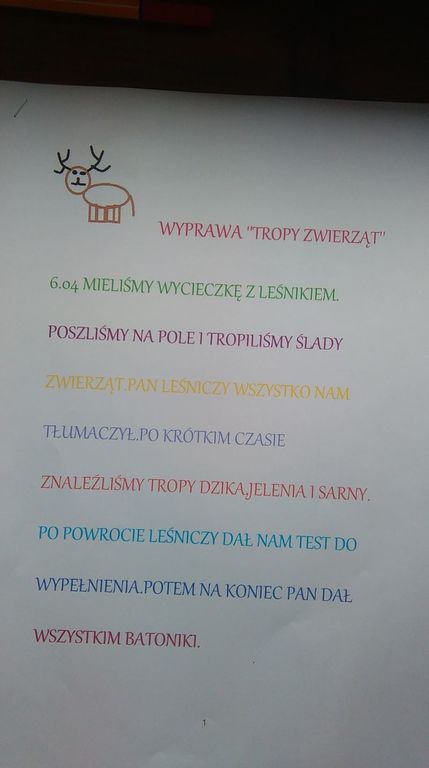 WYPRAWA "TROPY ZWIERZĄT"
6.04 MIELIŚMY WYCIECZKĘ Z LEŚNIKIEM.
POSZLIŚMY NA POLE I TROPILIŚMY ŚLADY
ZWIERZĄT.PAN LEŚNICZY WSZYSTKO NAM
TŁUMACZYŁ.PO KRÓTKIM CZASIE
ZNALEŹLIŚMY TROPY DZIKA,JELENIA I SARNY.
PO POWROCIE LEŚNICZY DAŁ NAM TEST DO
WYPEŁNIENIA.POTEM NA KONIEC PAN DAŁ
WSZYSTKIM BATONIKI.
1